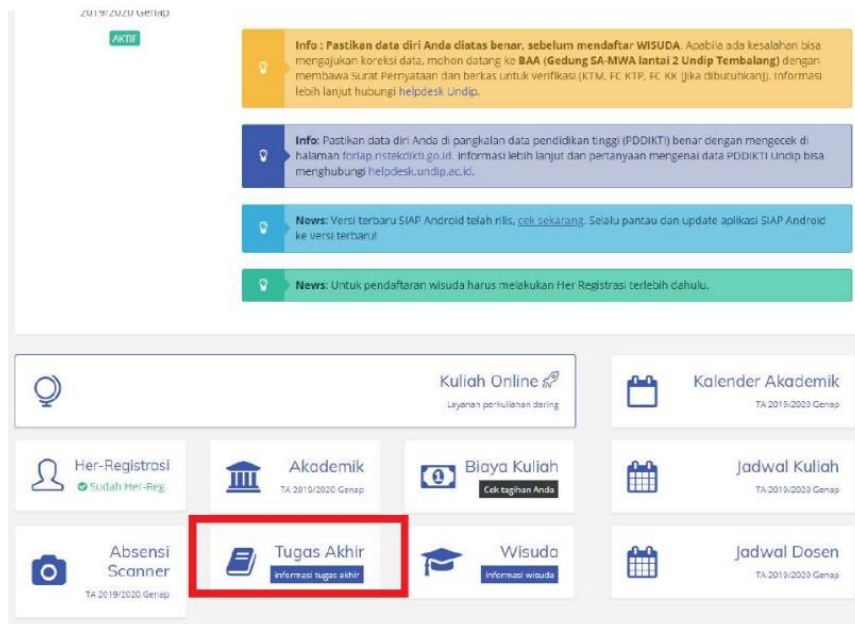 2019/2020 Genap
AKTIF
Info : Pastikan data diri Anda diatas benar, sebelum mendaftar WISUDA. Apabila ada kesalahan bisa
mengajukan koreksi data, mohon datang ke BAA (Gedung SA-MWA lantai 2 Undip Tembalang) dengan
membawa Surat Pernyataan dan berkas untuk verifikasi (KTM, FC KTP, FC KK [jika dibutuhkan]). Informasi
lebih lanjut hubungi helpdesk Undip.
Info: Pastikan data diri Anda di pangkalan data pendidikan tinggi (PDDIKTI) benar dengan mengecek di
halaman forlap.ristekdikti.go.id. Informasi lebih lanjut dan pertanyaan mengenai data PDDIKTI Undip bisa
menghubungi helpdesk.undip.ac.id.
News: Versi terbaru SIAP Android telah rilis, cek sekarang. Selalu pantau dan update aplikasi SIAP Android
ke versi terbaru!
News: Untuk pendaftaran wisuda harus melakukan Her Registrasi terlebih dahulu.
Kuliah Online
Layanan perkuliahan daring
Kalender Akademik
TA 2019/2020 Genap
Her-Registrasi
Sudah Her-Reg
Akademik
TA 2019/2020 Genap
Biaya Kuliah
Cek tagihan Anda
Jadwal Kuliah
TA 2019/2020 Genap
Absensi
Scanner
TA 2019/2020 Genap
Tugas Akhir
informasi tugas akhir
Wisuda
informasi wisuda
Jadwal Dosen
TA 2019/2020 Genap